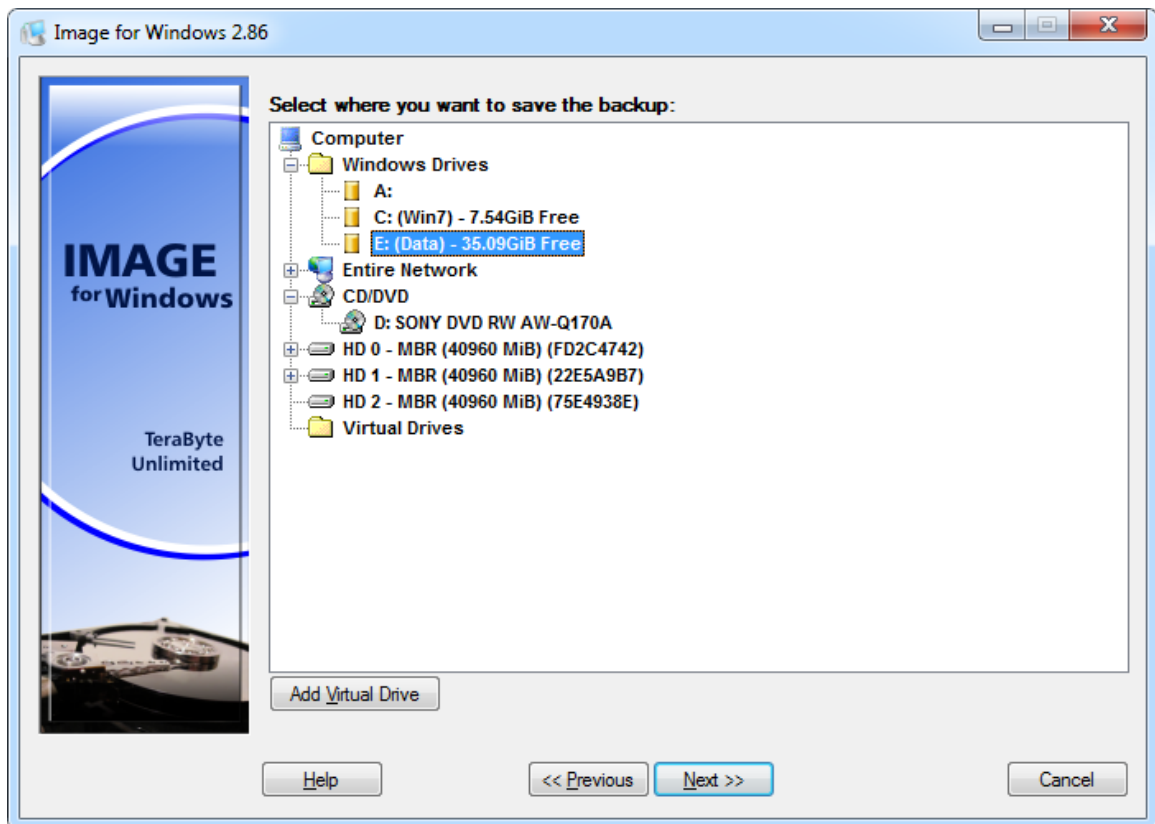 Image for Windows 2.86
IMAGE
for Windows
TeraByte
Unlimited
Select where you want to save the backup:
Computer
Windows Drives
A:
C: (Win7) - 7.54GiB Free
E: (Data) - 35.09GiB Free
Entire Network
CD/DVD
D: SONY DVD RW AW-Q170A
HD 0 - MBR (40960 MiB) (FD2C4742)
HD 1 - MBR (40960 MiB) (22E5A9B7)
HD 2 - MBR (40960 MiB) (75E4938E)
Virtual Drives
Add Virtual Drive
Help
<< Previous
Next >>
Cancel